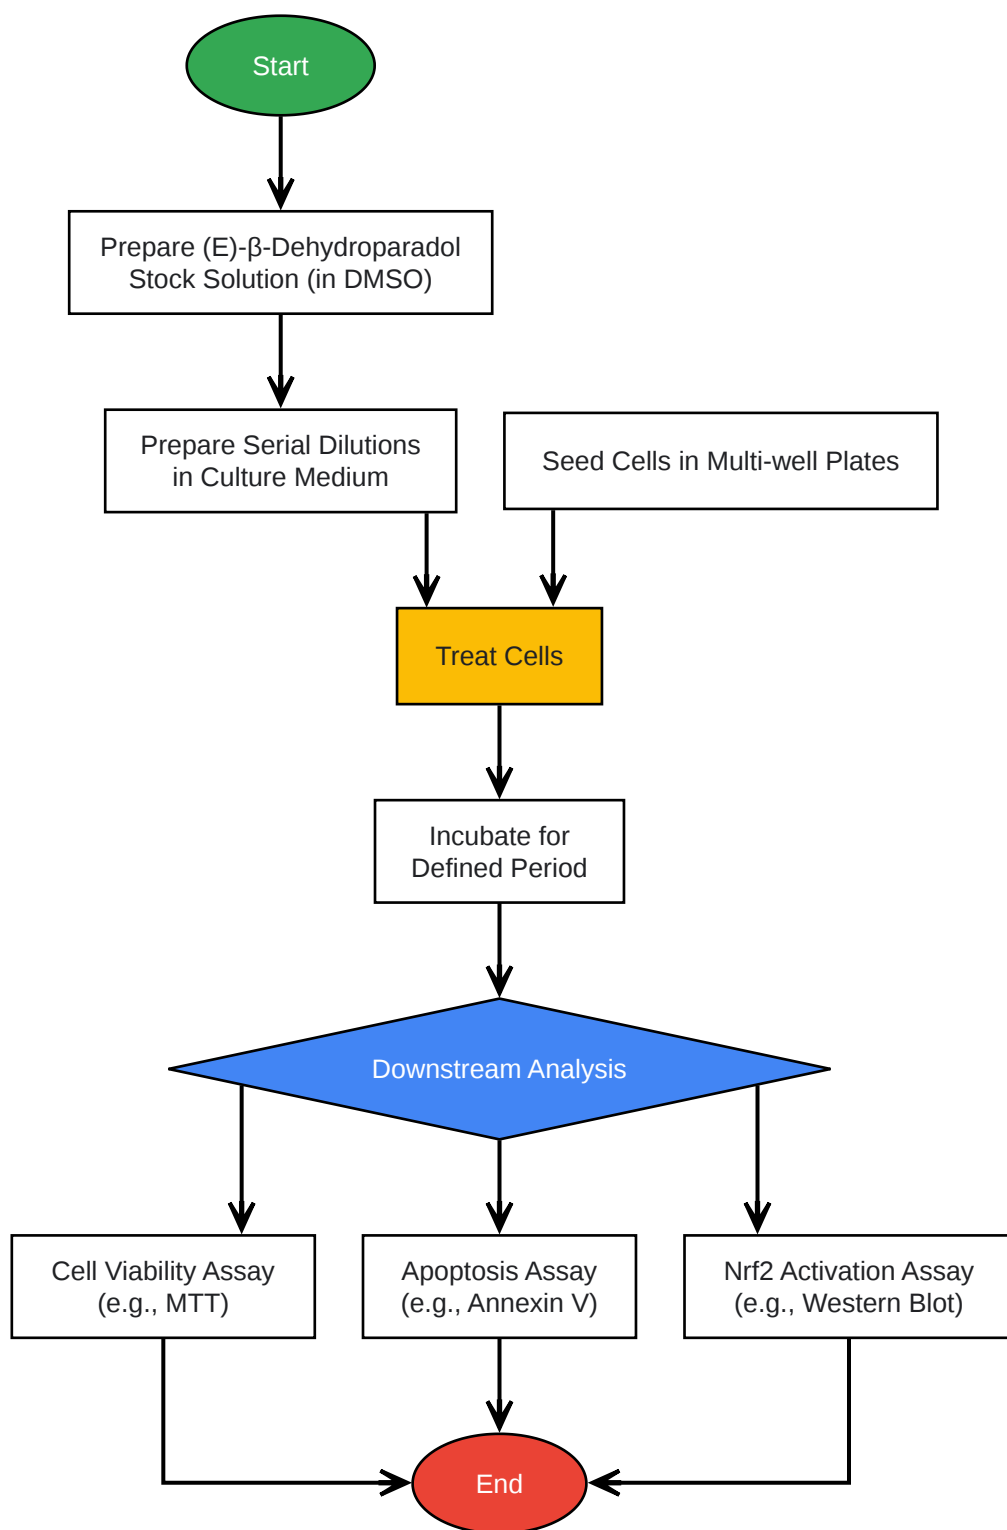 Start
Prepare (E)-β-Dehydroparadol
Stock Solution (in DMSO)
Prepare Serial Dilutions
in Culture Medium
Seed Cells in Multi-well Plates
Treat Cells
Incubate for
Defined Period
Downstream Analysis
Cell Viability Assay
(e.g., MTT)
Apoptosis Assay
(e.g., Annexin V)
Nrf2 Activation Assay
(e.g., Western Blot)
End